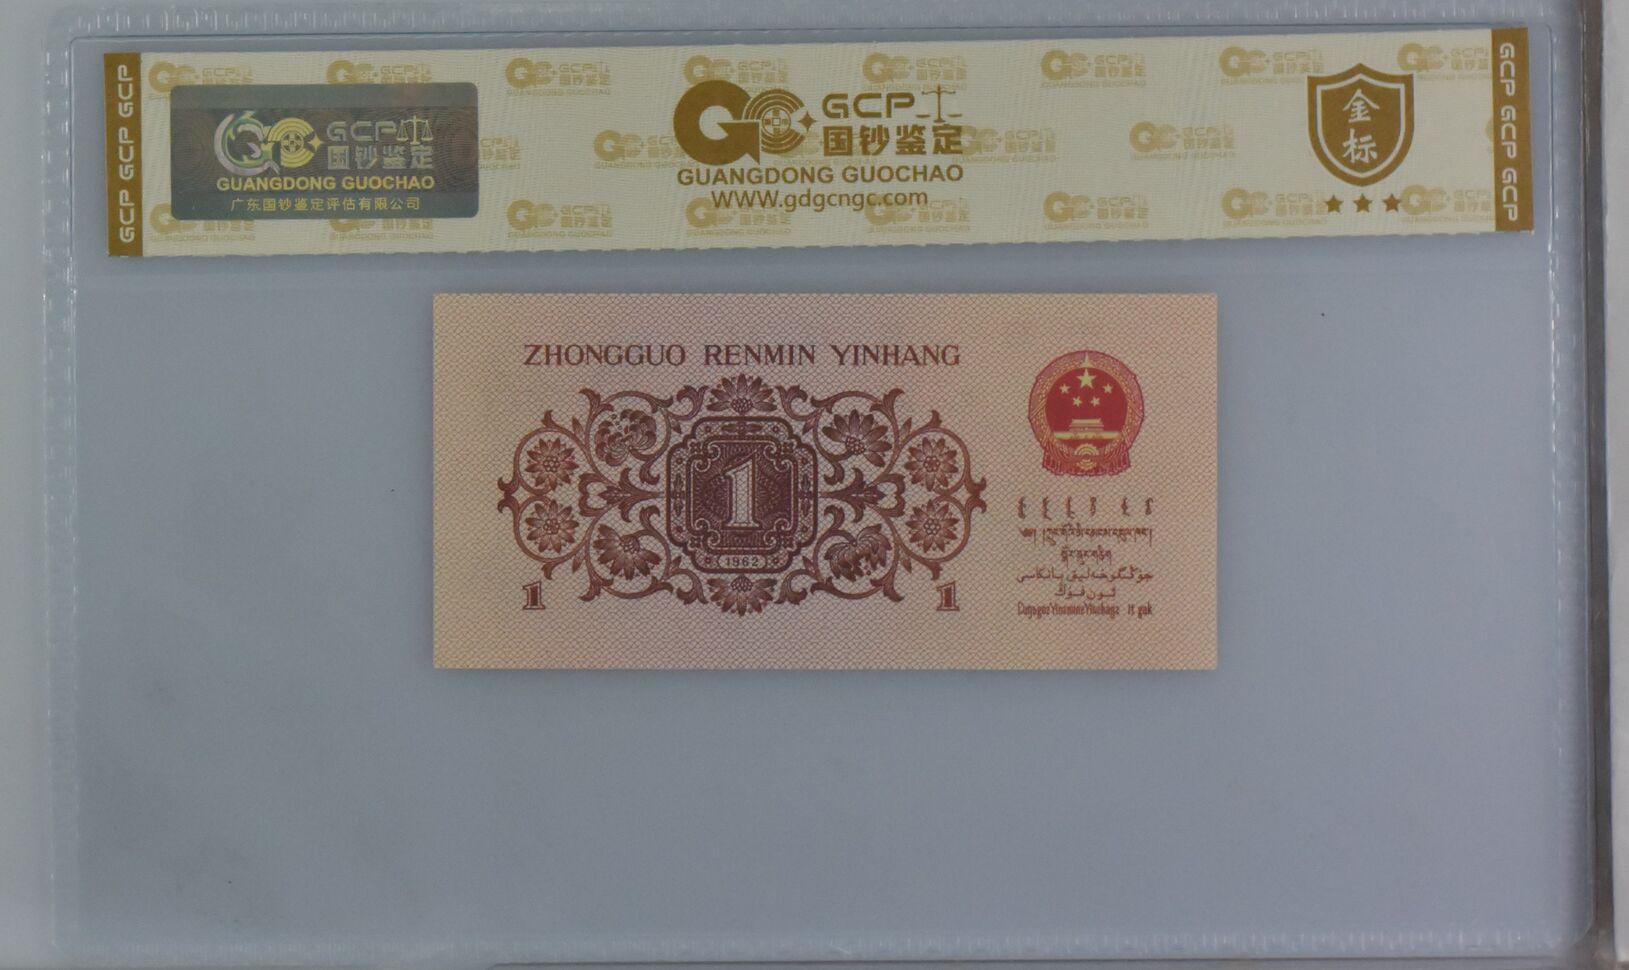 GCP GCP GCP
GCP 国钞鉴定
GUANGDONG GUOCHAO
广东国钞鉴定评估有限公司
GCP
国钞鉴定
GUANGDONG GUOCHAO
WWW.gdgcngc.com
金标
GCP GCP GCP
ZHONGGUO RENMIN YINHANG
1
1962
1
1